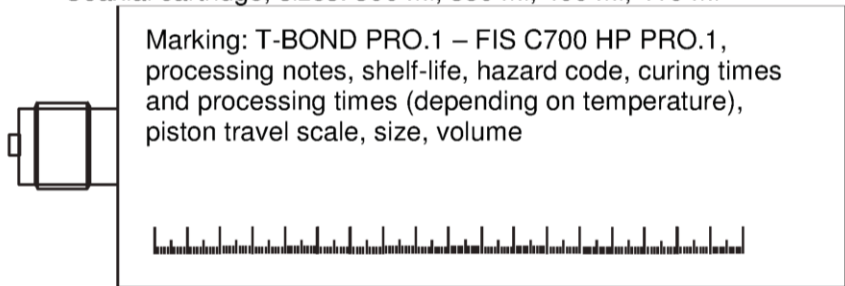 Marking: T-BOND PRO.1 – FIS C700 HP PRO.1,
processing notes, shelf-life, hazard code, curing times
and processing times (depending on temperature),
piston travel scale, size, volume